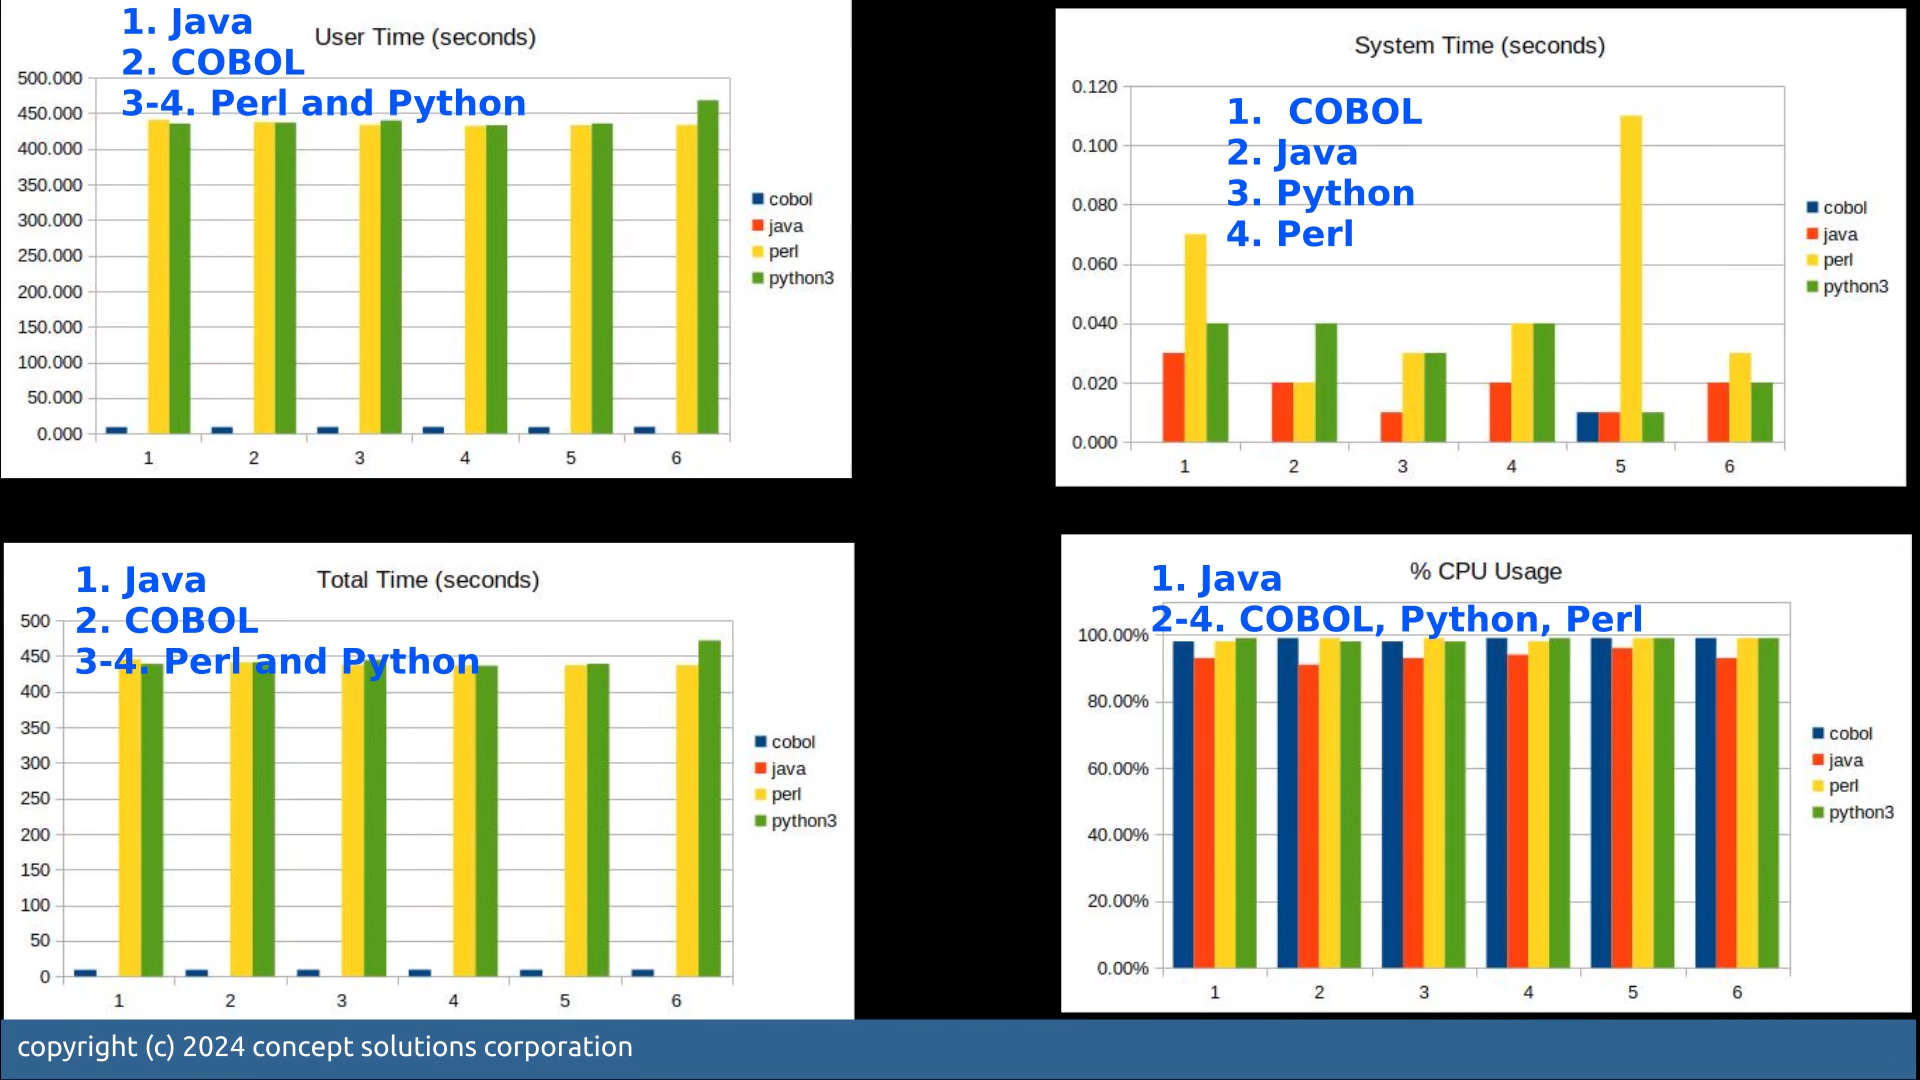 1. Java
2. COBOL
3-4. Perl and Python
User Time (seconds)
500.000
450.000
400.000
350.000
300.000
250.000
200.000
150.000
100.000
50.000
0.000
1 2 3 4 5 6
cobol
java
perl
python3
System Time (seconds)
1. COBOL
2. Java
3. Python
4. Perl
0.120
0.100
0.080
0.060
0.040
0.020
0.000
1 2 3 4 5 6
cobol
java
perl
python3
1. Java
2. COBOL
3-4. Perl and Python
Total Time (seconds)
500
450
400
350
300
250
200
150
100
50
0
1 2 3 4 5 6
cobol
java
perl
python3
% CPU Usage
1. Java
2-4. COBOL, Python, Perl
100.00%
80.00%
60.00%
40.00%
20.00%
0.00%
1 2 3 4 5 6
cobol
java
perl
python3
copyright (c) 2024 concept solutions corporation